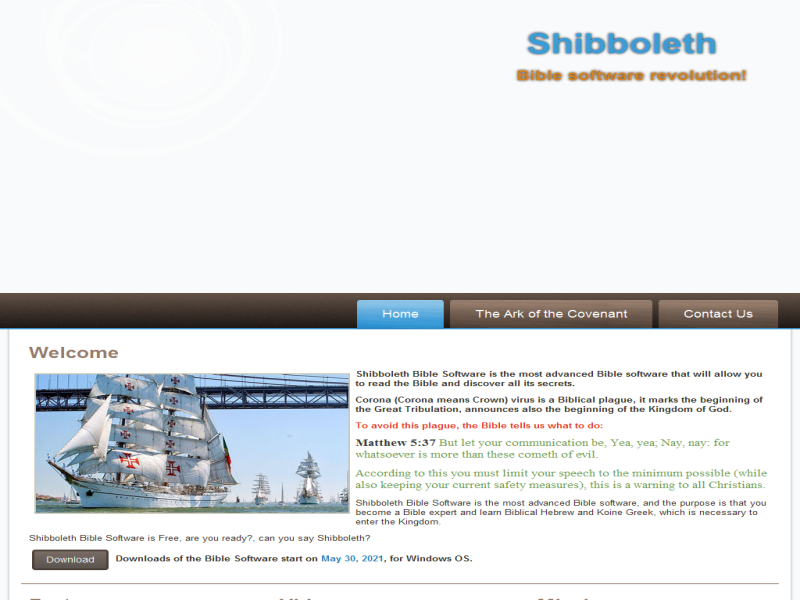 Shibboleth
Bible software revolution!
Home
The Ark of the Covenant
Contact Us
Welcome
Shibboleth Bible Software is the most advanced Bible software that will allow you
to read the Bible and discover all its secrets.
Corona (Corona means Crown) virus is a Biblical plague, it marks the beginning of
the Great Tribulation, announces also the beginning of the Kingdom of God.
To avoid this plague, the Bible tells us what to do:
Matthew 5:37 But let your communication be, Yea, yea; Nay, nay: for
whatsoever is more than these cometh of evil.
According to this you must limit your speech to the minimum possible (while
also keeping your current safety measures), this is a warning to all Christians.
Shibboleth Bible Software is the most advanced Bible software, and the purpose is that you
become a Bible expert and learn Biblical Hebrew and Koine Greek, which is necessary to
enter the Kingdom.
Shibboleth Bible Software is Free, are you ready?, can you say Shibboleth?
Download
Downloads of the Bible Software start on May 30, 2021, for Windows OS.